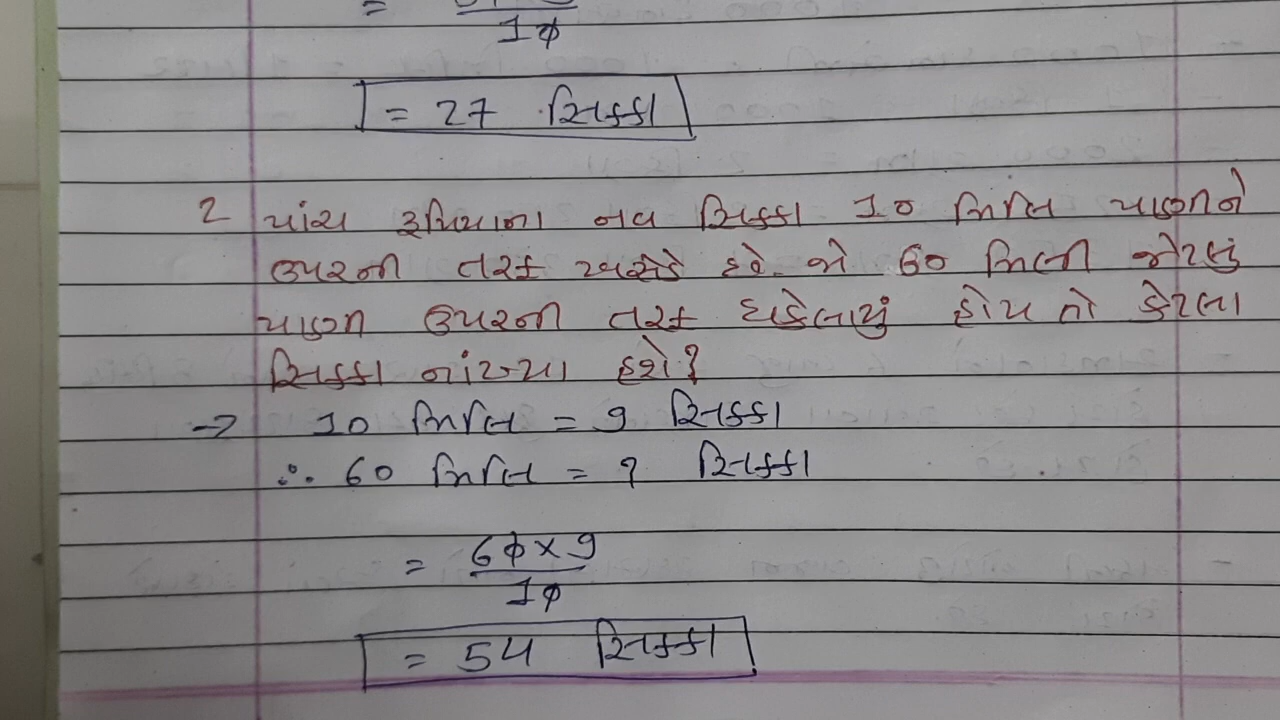 =
10
= 27 સિક્કા
2 પાંચ રૂપિયાના નવ સિક્કા 10 મિલિ પાણીને
ઉપરની તરફ ખસેડે છે. જો 60 મિલી જેટલું
પાણી ઉપરની તરફ ધકેલાયું હોય તો કેટલા
સિક્કા નાંખ્યા હશે?
→ 10 મિલિ = 9 સિક્કા
∴ 60 મિલિ = ? સિક્કા
= 60 × 9
10
= 54 સિક્કા